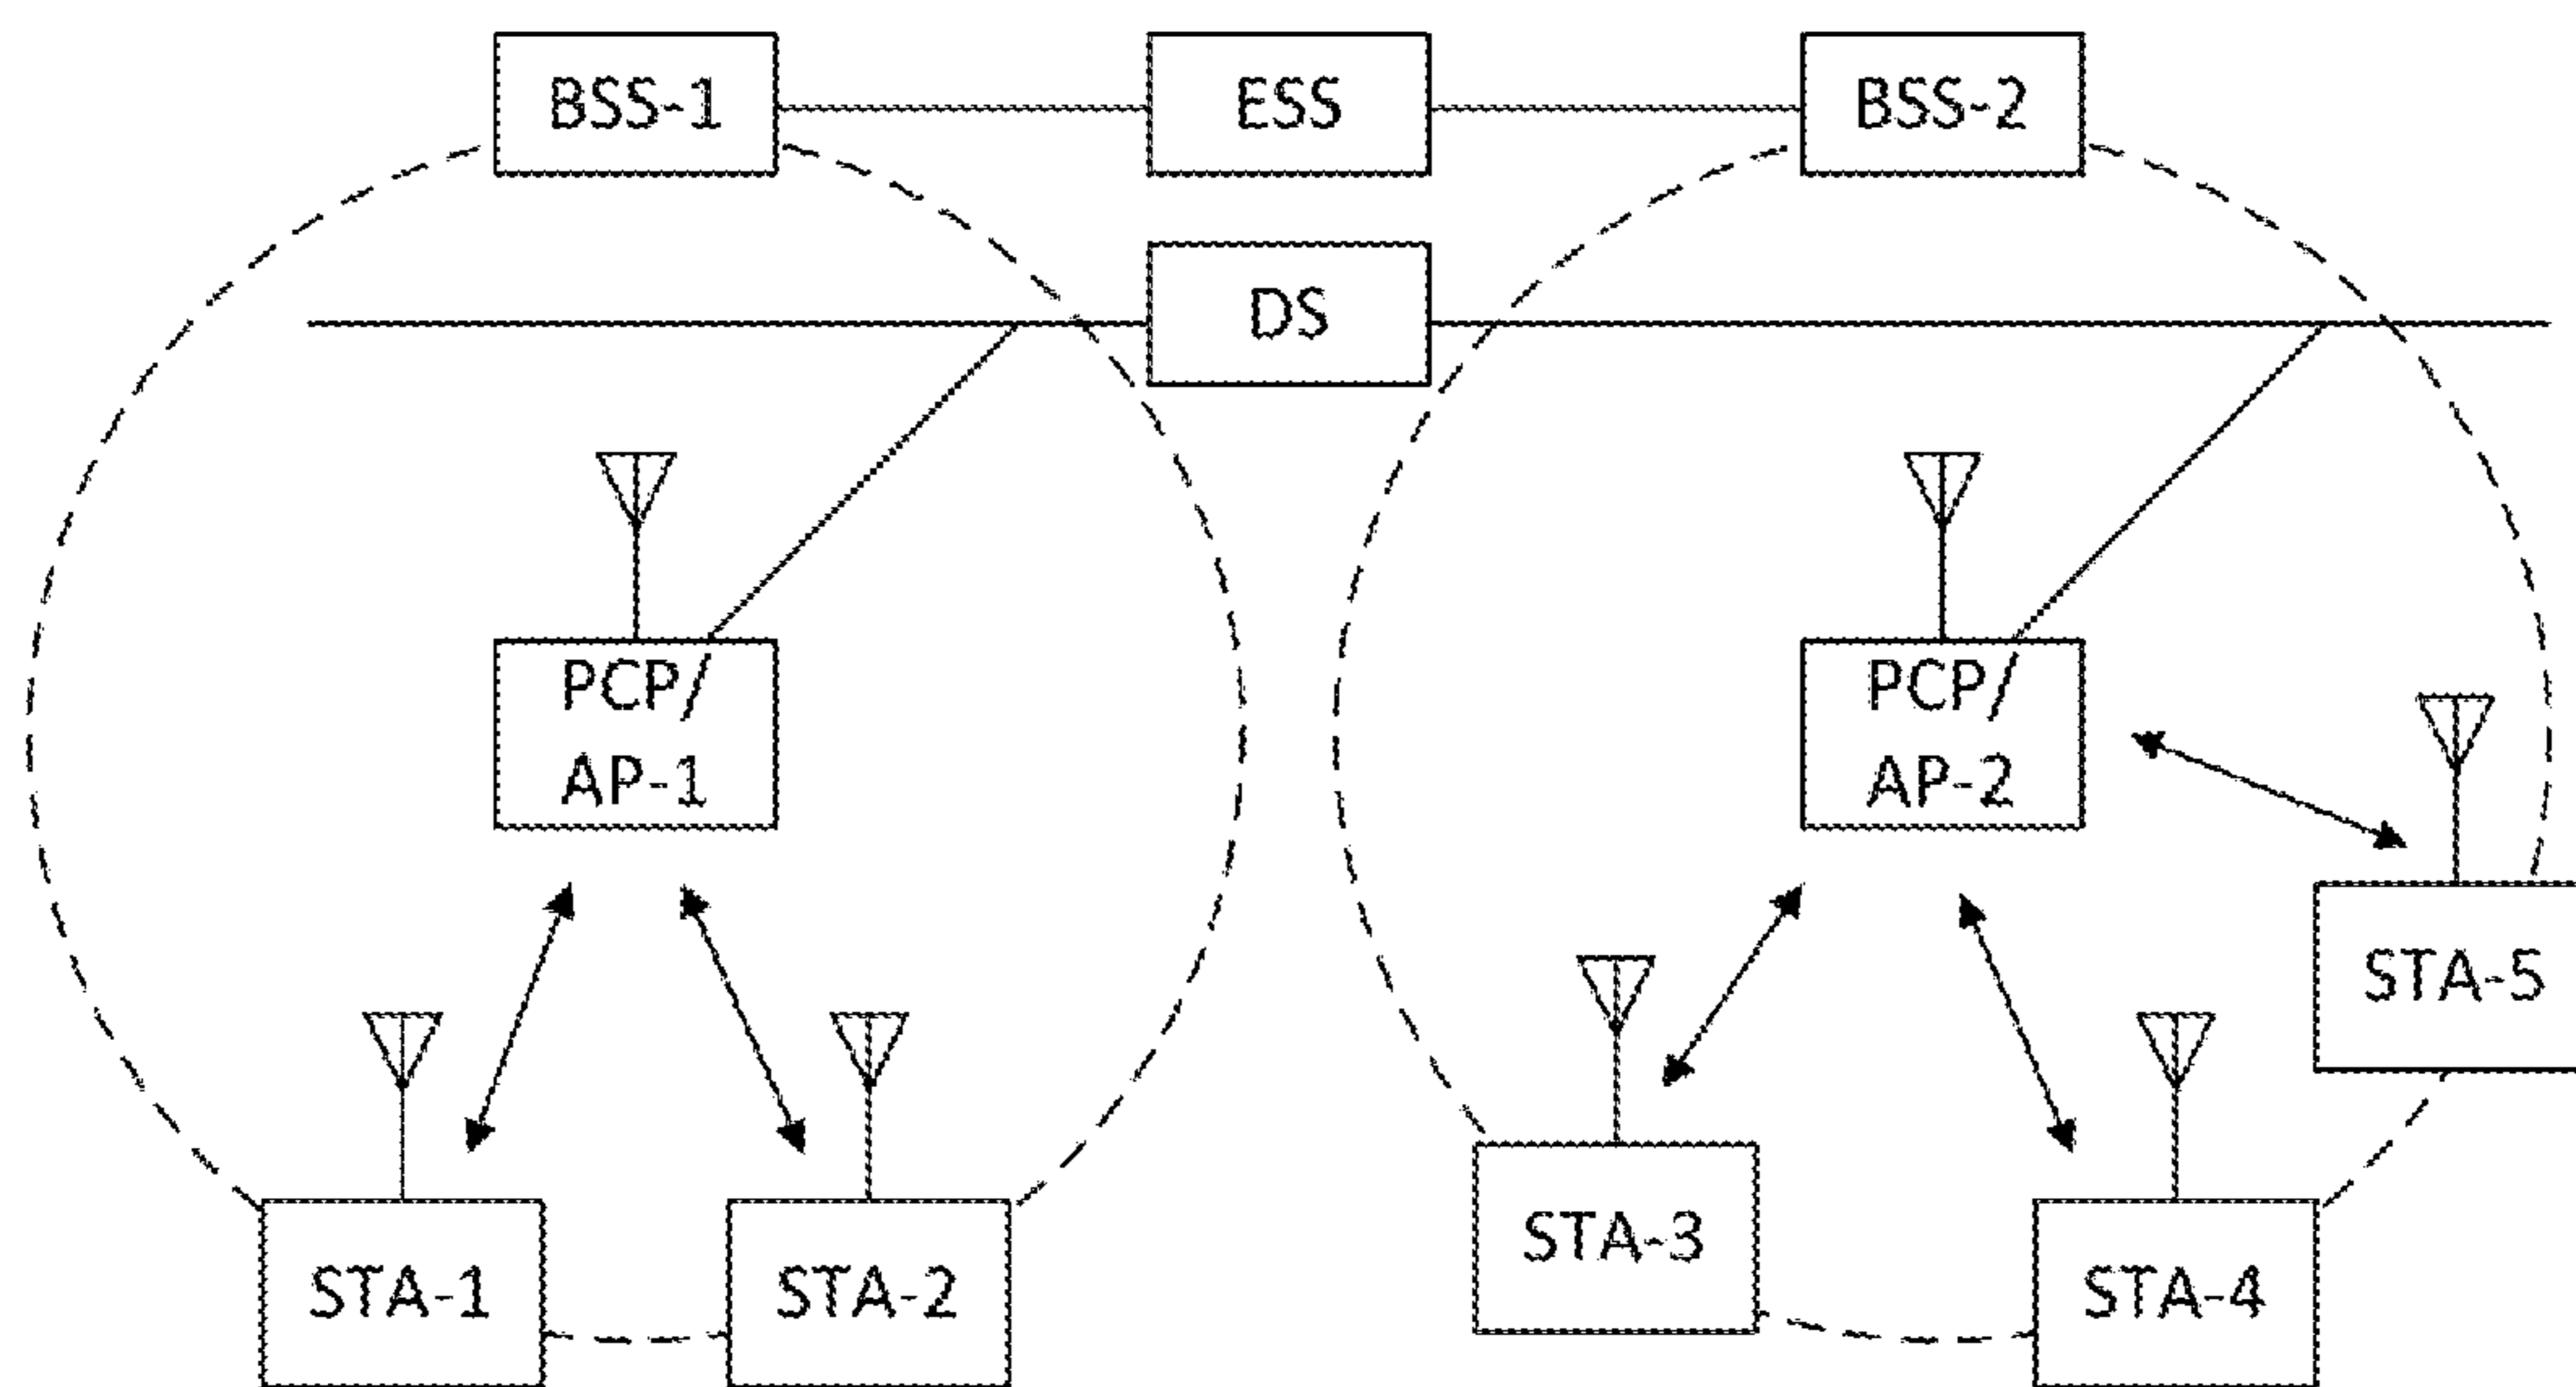 BSS-1
ESS
BSS-2
DS
PCP/
AP-1
PCP/
AP-2
STA-5
STA-3
STA-1
STA-2
STA-4